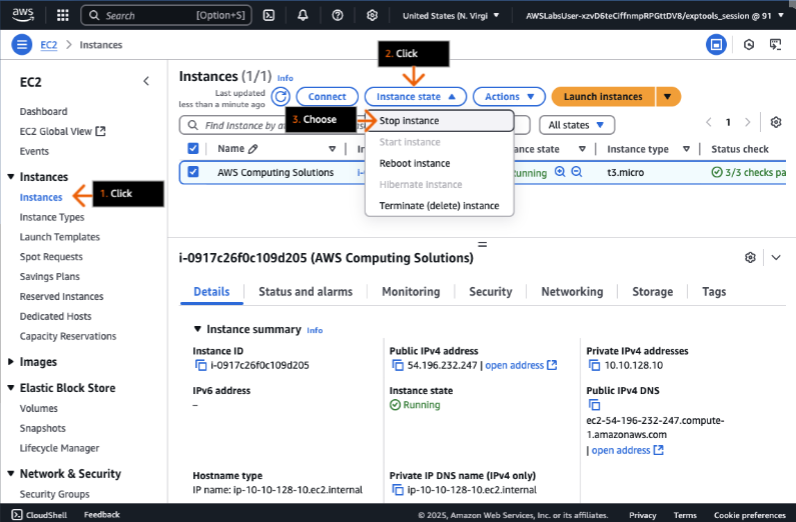 aws
Search [Option+S]
United States (N. Virgi
AWSLabsUser-xzvD6teCiffnmpRPGttDV8/exptools_session @ 91
EC2 > Instances
2. Click
EC2
Dashboard
EC2 Global View
Events
Instances
Instances
1. Click
Instance Types
Launch Templates
Spot Requests
Savings Plans
Reserved Instances
Dedicated Hosts
Capacity Reservations
Images
Elastic Block Store
Volumes
Snapshots
Lifecycle Manager
Network & Security
Security Groups
Instances (1/1) Info
Last updated
less than a minute ago
Connect
Instance state
Actions
Launch instances
Find Instance by a
3. Choose
All states
1
Stop instance
Start instance
Reboot instance
Hibernate instance
Terminate (delete) instance
Name
ance state
Instance type
Status check
AWS Computing Solutions
i-
unning
t3.micro
3/3 checks pa
i-0917c26f0c109d205 (AWS Computing Solutions)
Details
Status and alarms
Monitoring
Security
Networking
Storage
Tags
Instance summary Info
Instance ID
i-0917c26f0c109d205
Public IPv4 address
54.196.232.247 | open address
Private IPv4 addresses
10.10.128.10
IPv6 address
–
Instance state
Running
Public IPv4 DNS
ec2-54-196-232-247.compute-
1.amazonaws.com
| open address
Hostname type
IP name: ip-10-10-128-10.ec2.internal
Private IP DNS name (IPv4 only)
ip-10-10-128-10.ec2.internal
CloudShell
Feedback
© 2025, Amazon Web Services, Inc. or its affiliates.
Privacy
Terms
Cookie preferences